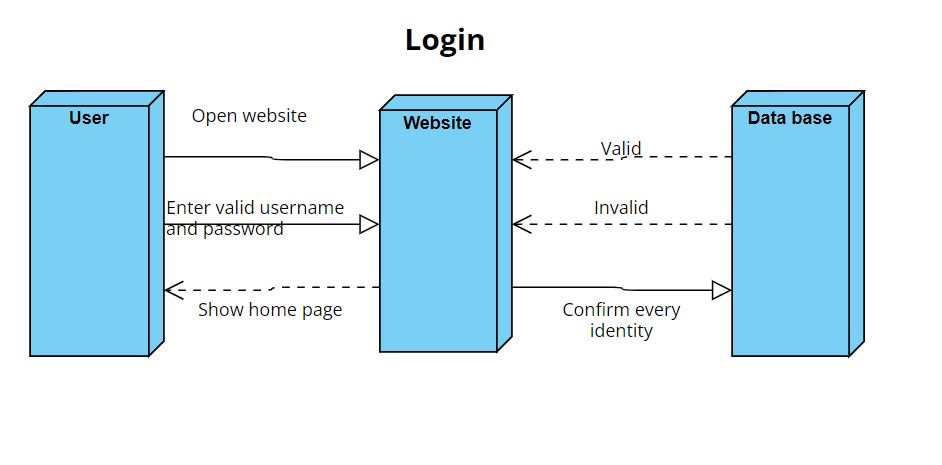 Login
User
Website
Data base
Open website
Valid
Enter valid username
and password
Invalid
Show home page
Confirm every
identity